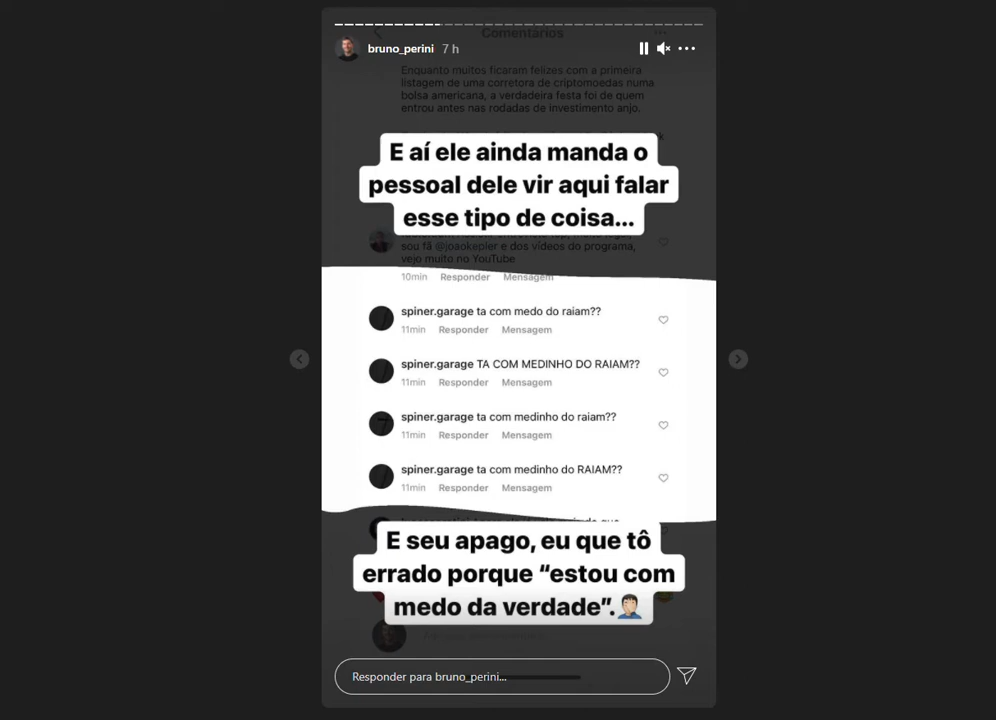 Comentários
bruno_perini 7 h
Enquanto muitos ficaram felizes com a primeira
listagem de uma corretora de criptomoedas numa
bolsa americana, a verdadeira festa foi de quem
entrou antes nas rodadas de investimento anjo.
E aí ele ainda manda o
pessoal dele vir aqui falar
esse tipo de coisa...
sou fã @joaokepler e dos vídeos do programa,
vejo muito no YouTube
10min Responder Mensagem
spiner.garage ta com medo do raiam??
11min Responder Mensagem
spiner.garage TA COM MEDINHO DO RAIAM??
11min Responder Mensagem
spiner.garage ta com medinho do raiam??
11min Responder Mensagem
spiner.garage ta com medinho do RAIAM??
11min Responder Mensagem
E seu apago, eu que tô
errado porque “estou com
medo da verdade”.🤦🏻‍♂️
Responder para bruno_perini...